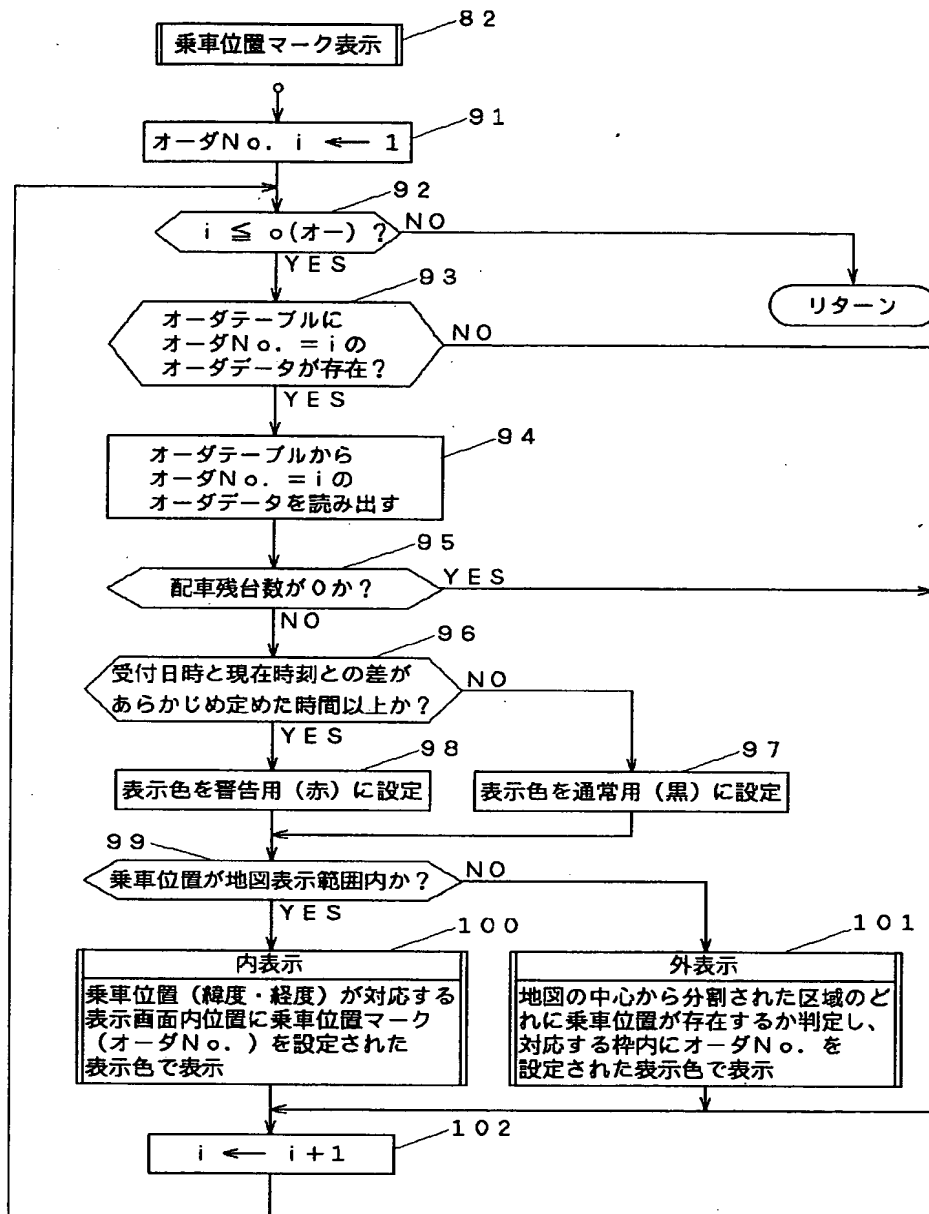 82
乗車位置マーク表示
91
オーダNo. i ← 1
92
i ≦ o(オー) ?
NO
YES
93
リターン
オーダテーブルに
オーダNo. = iの
オーダデータが存在?
NO
YES
94
オーダテーブルから
オーダNo. = iの
オーダデータを読み出す
95
配車残台数が0か?
YES
NO
96
受付日時と現在時刻との差が
あらかじめ定めた時間以上か?
NO
YES
98
97
表示色を警告用(赤)に設定
表示色を通常用(黒)に設定
99
乗車位置が地図表示範囲内か?
NO
YES
100
101
内表示
乗車位置(緯度・経度)が対応する
表示画面内位置に乗車位置マーク
(オーダNo.)を設定された
表示色で表示
外表示
地図の中心から分割された区域のど
れに乗車位置が存在するか判定し、
対応する枠内にオーダNo.を
設定された表示色で表示
102
i ← i+1